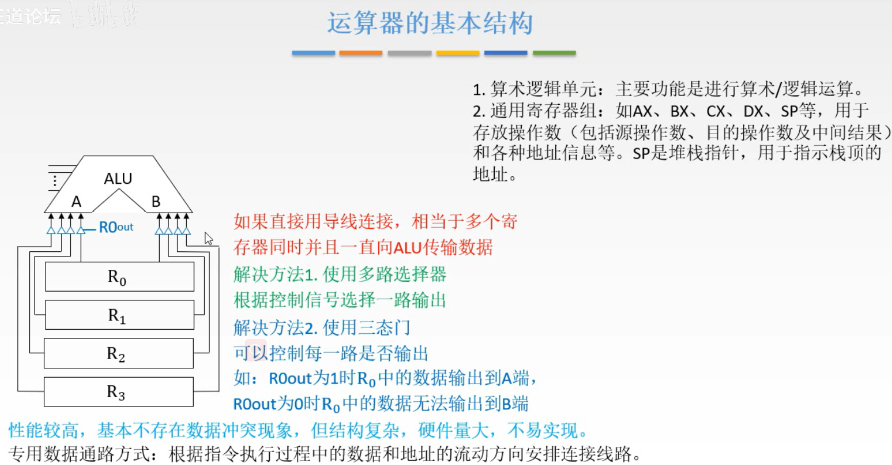 运算器的基本结构
1. 算术逻辑单元：主要功能是进行算术/逻辑运算。
2. 通用寄存器组：如AX、BX、CX、DX、SP等，用于
存放操作数（包括源操作数、目的操作数及中间结果）
和各种地址信息等。SP是堆栈指针，用于指示栈顶的
地址。
ALU
A
B
R0out
如果直接用导线连接，相当于多个寄
存器同时并且一直向ALU传输数据
解决方法1. 使用多路选择器
根据控制信号选择一路输出
解决方法2. 使用三态门
可以控制每一路是否输出
如：R0out为1时R₀中的数据输出到A端，
R0out为0时R₀中的数据无法输出到B端
R₀
R₁
R₂
R₃
性能较高，基本不存在数据冲突现象，但结构复杂，硬件量大，不易实现。
专用数据通路方式：根据指令执行过程中的数据和地址的流动方向安排连接线路。